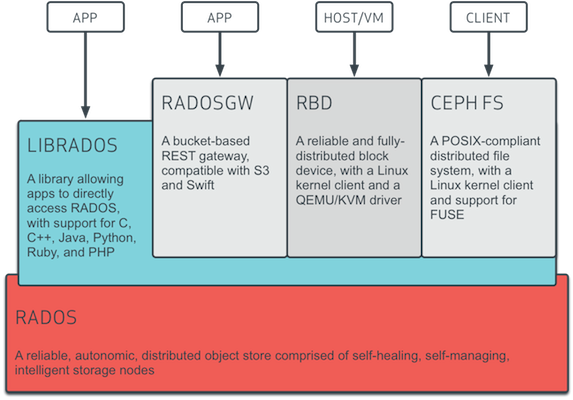 APP
APP
HOST/VM
CLIENT
RADOSGW
A bucket-based
REST gateway,
compatible with S3
and Swift
RBD
A reliable and fully-
distributed block
device, with a Linux
kernel client and a
QEMU/KVM driver
CEPH FS
A POSIX-compliant
distributed file
system, with a
Linux kernel client
and support for
FUSE
LIBRADOS
A library allowing
apps to directly
access RADOS,
with support for C,
C++, Java, Python,
Ruby, and PHP
RADOS
A reliable, autonomic, distributed object store comprised of self-healing, self-managing,
intelligent storage nodes